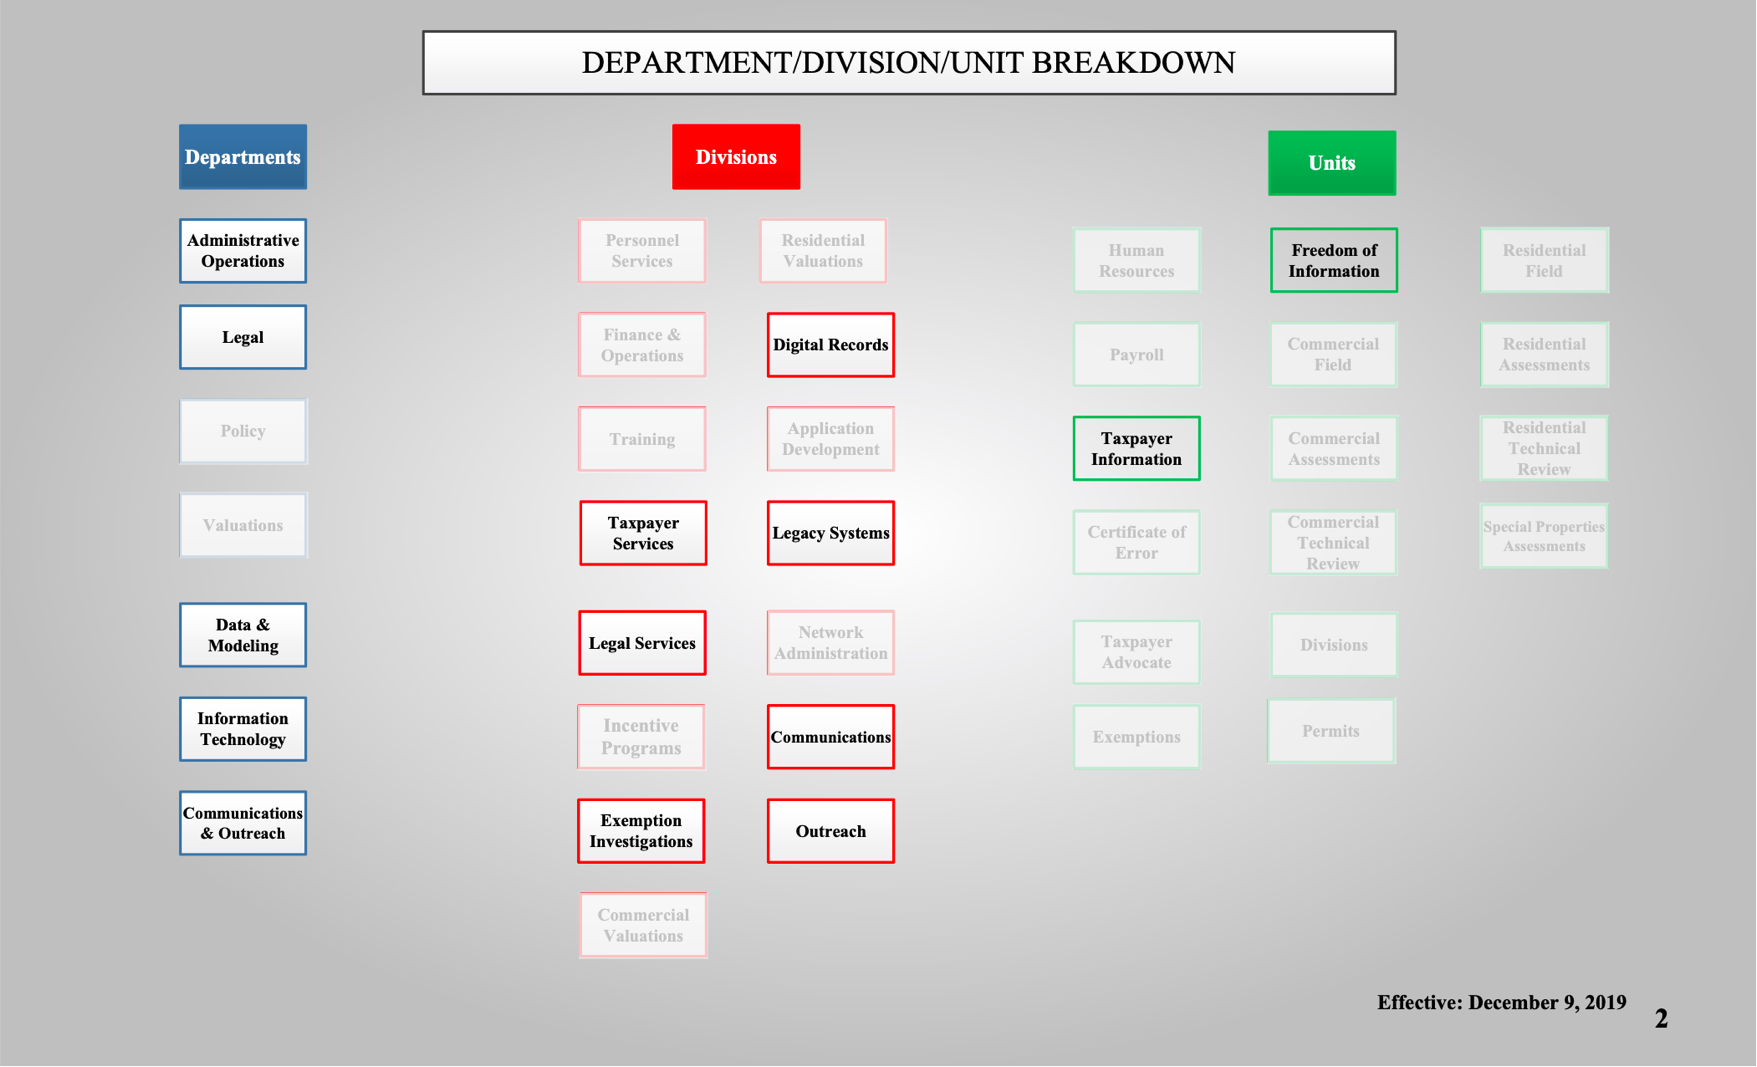 DEPARTMENT/DIVISION/UNIT BREAKDOWN
Departments
Administrative
Operations
Legal
Policy
Valuations
Data &
Modeling
Information
Technology
Communications
& Outreach
Divisions
Personnel
Services
Finance &
Operations
Training
Taxpayer
Services
Legal Services
Incentive
Programs
Exemption
Investigations
Commercial
Valuations
Residential
Valuations
Digital Records
Application
Development
Legacy Systems
Network
Administration
Communications
Outreach
Units
Human
Resources
Payroll
Taxpayer
Information
Certificate of
Error
Taxpayer
Advocate
Exemptions
Freedom of
Information
Commercial
Field
Commercial
Assessments
Commercial
Technical
Review
Divisions
Permits
Residential
Field
Residential
Assessments
Residential
Technical
Review
Special Properties
Assessments
Effective: December 9, 2019
2